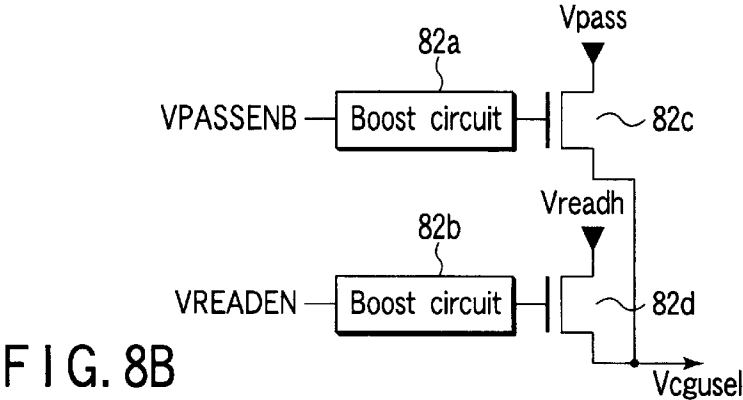 Vpass
82a
VPASSENB
Boost circuit
82c
Vreadh
82b
VREADEN
Boost circuit
82d
FIG. 8B
Vcgusel